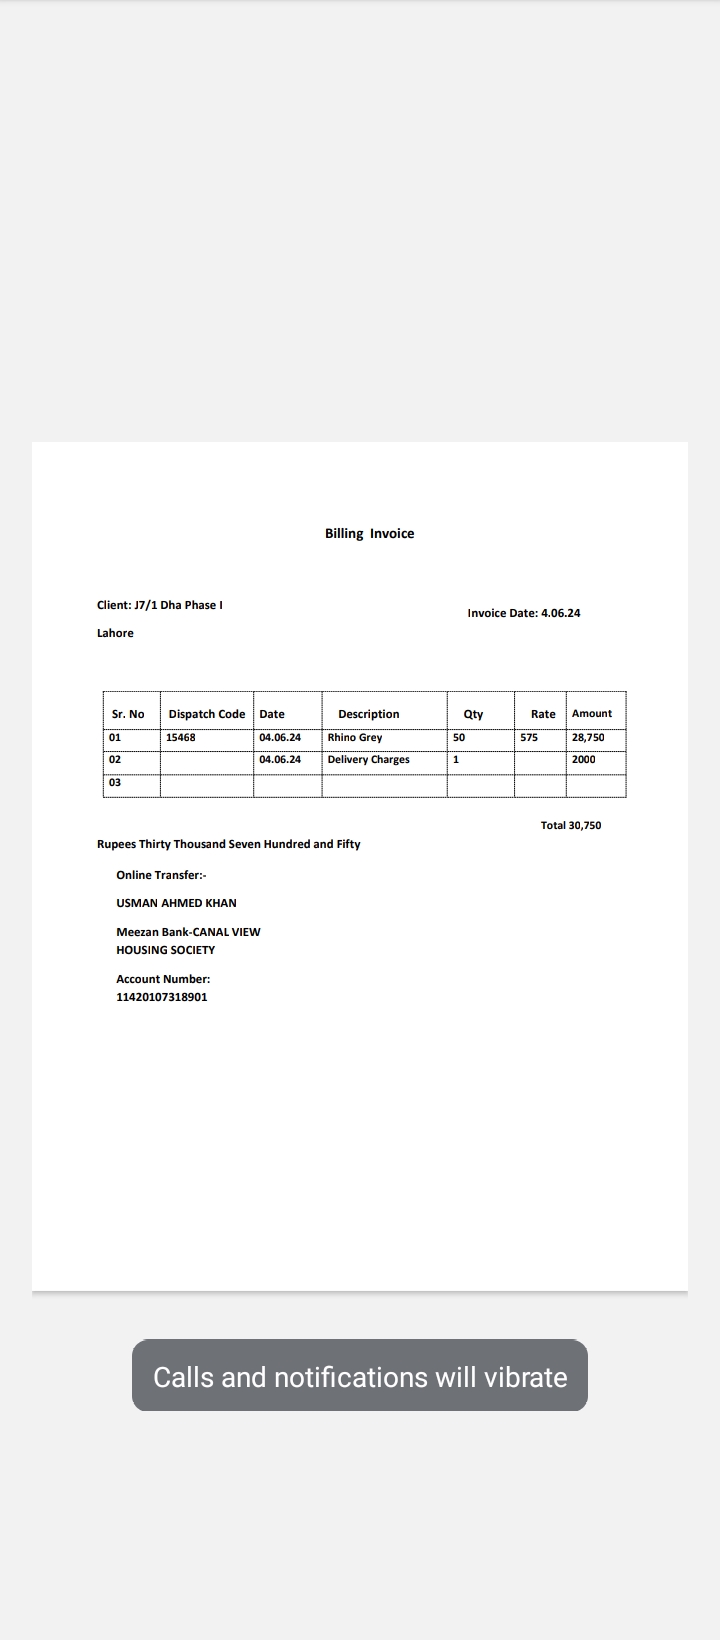 Billing Invoice
Client: J7/1 Dha Phase I
Invoice Date: 4.06.24
Lahore
Sr. No Dispatch Code Date Description Qty Rate Amount
01 15468 04.06.24 Rhino Grey 50 575 28,750
02 04.06.24 Delivery Charges 1 2000
03
Total 30,750
Rupees Thirty Thousand Seven Hundred and Fifty
Online Transfer:-
USMAN AHMED KHAN
Meezan Bank-CANAL VIEW
HOUSING SOCIETY
Account Number:
11420107318901
Calls and notifications will vibrate